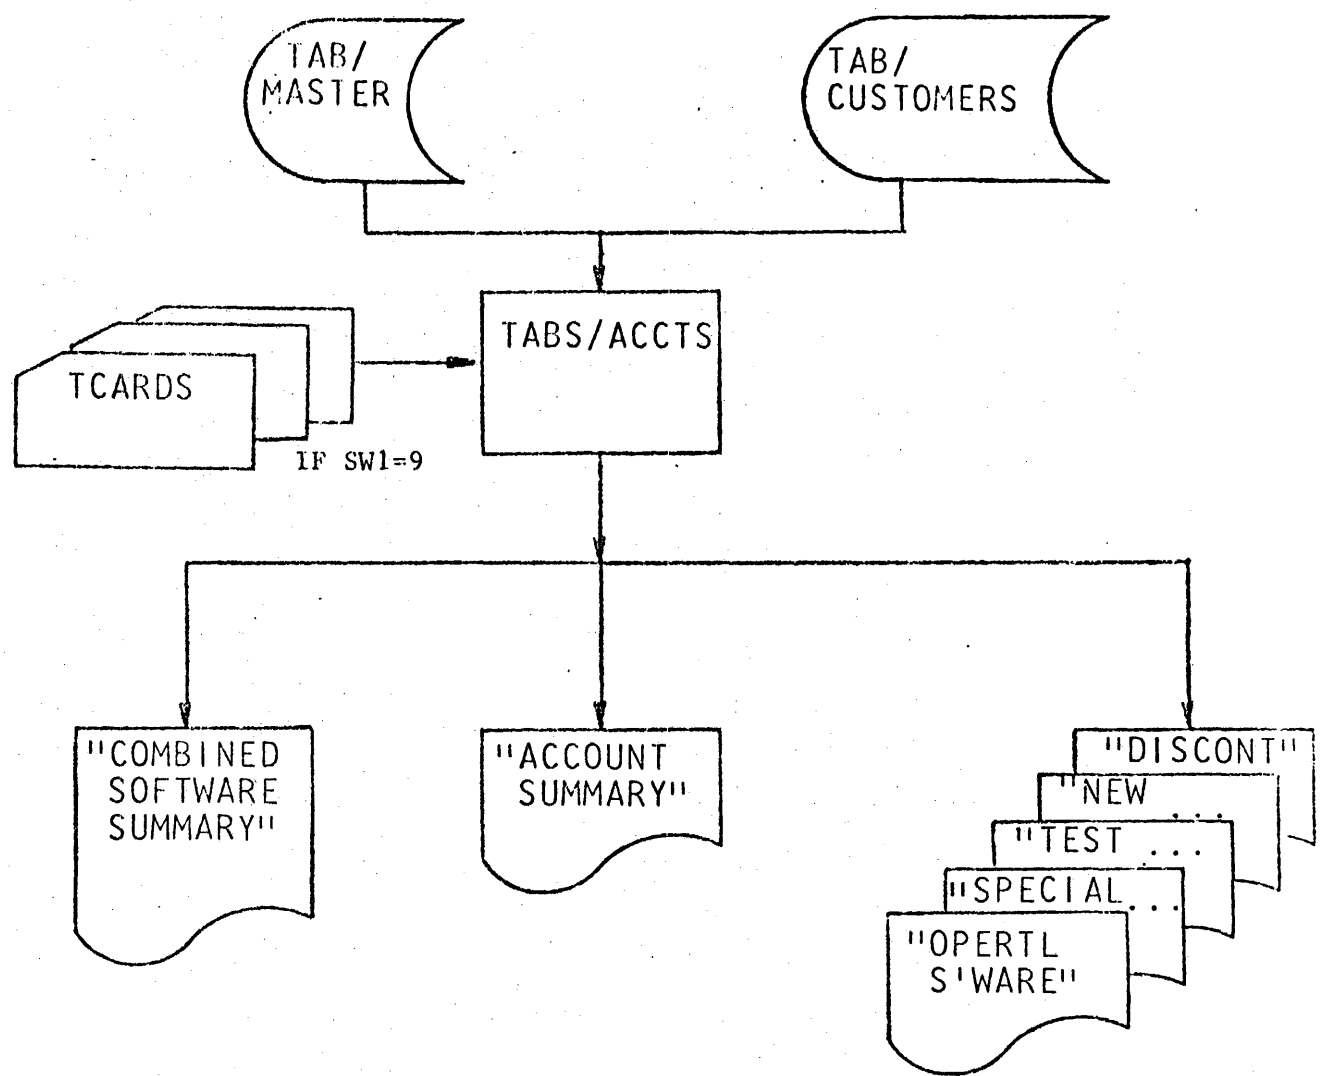 TAB/
MASTER
TAB/
CUSTOMERS
TABS/ACCTS
TCARDS
IF SW1=9
"COMBINED
SOFTWARE
SUMMARY"
"ACCOUNT
SUMMARY"
"DISCONT"
"NEW ...
"TEST ...
"SPECIAL...
"OPERTL
S'WARE"